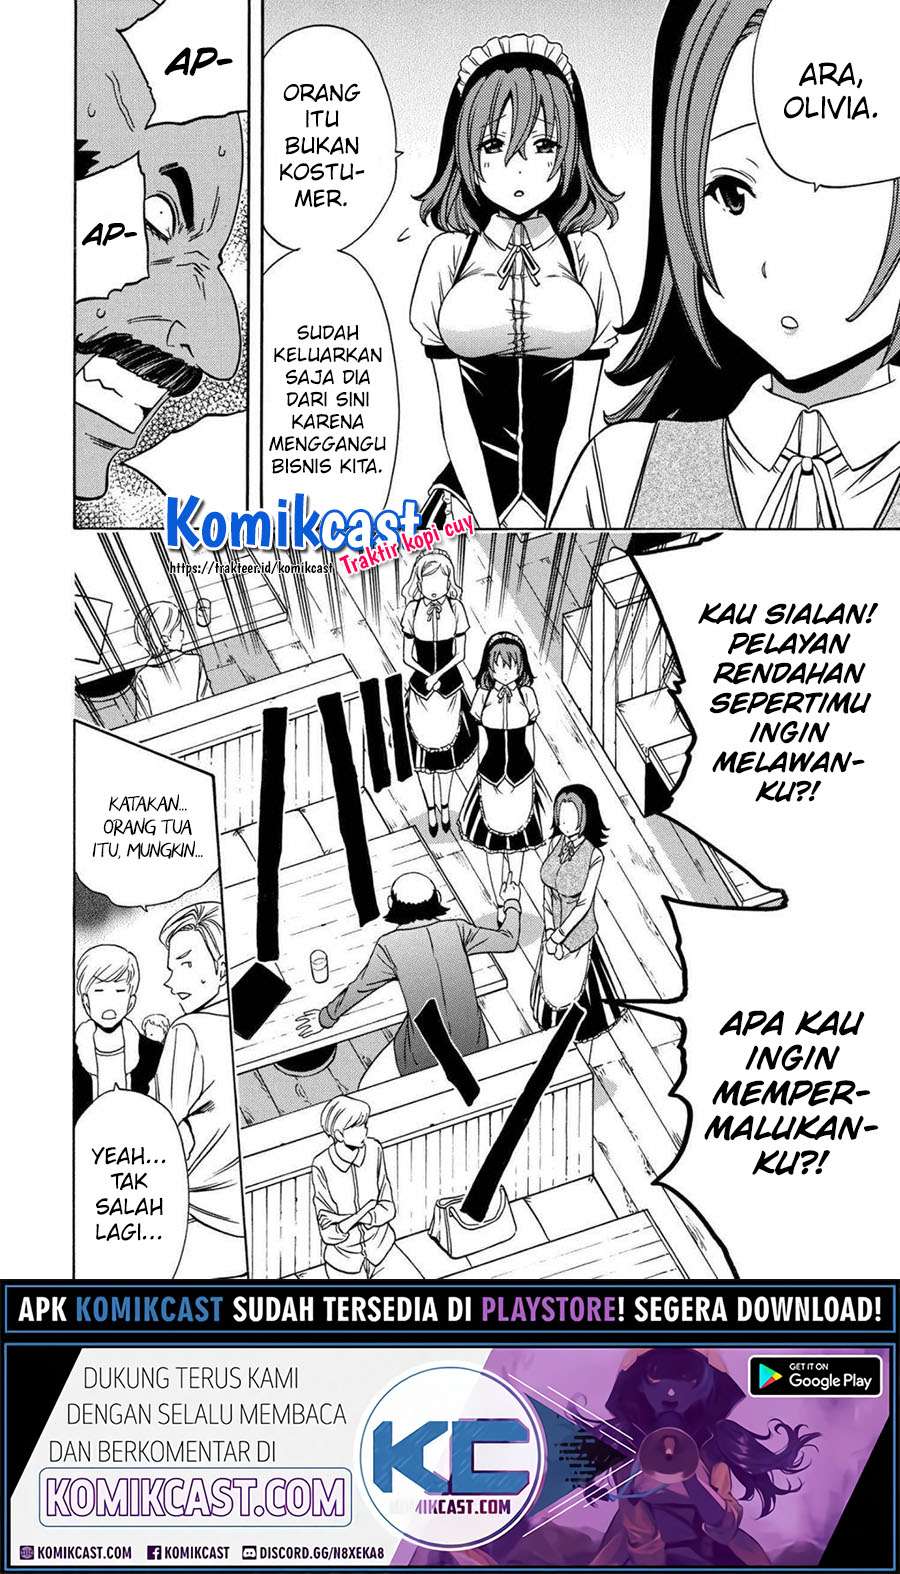 ARA,
OLIVIA.
ORANG
ITU
BUKAN
KOSTU-
MER.
SUDAH
KELUARKAN
SAJA DIA
DARI SINI
KARENA
MENGGANGU
BISNIS KITA.
AP-
AP-
Komikcast
Traktir kopi cuy
https://trakteer.id/komikcast
KAU SIALAN!
PELAYAN
RENDAHAN
SEPERTIMU
INGIN
MELAWAN-
KU?!
APA KAU
INGIN
MEMPER-
MALUKAN-
KU?!
KATAKAN...
ORANG TUA
ITU, MUNGKIN...
YEAH...
TAK
SALAH
LAGI...
APK KOMIKCAST SUDAH TERSEDIA DI PLAYSTORE! SEGERA DOWNLOAD!
DUKUNG TERUS KAMI
DENGAN SELALU MEMBACA
DAN BERKOMENTAR DI
KOMIKCAST.COM
KOMIKCAST.COM KOMIKCAST DISCORD.GG/N8XEKA8
KC
KOMIKCAST.COM
GET IT ON
Google Play